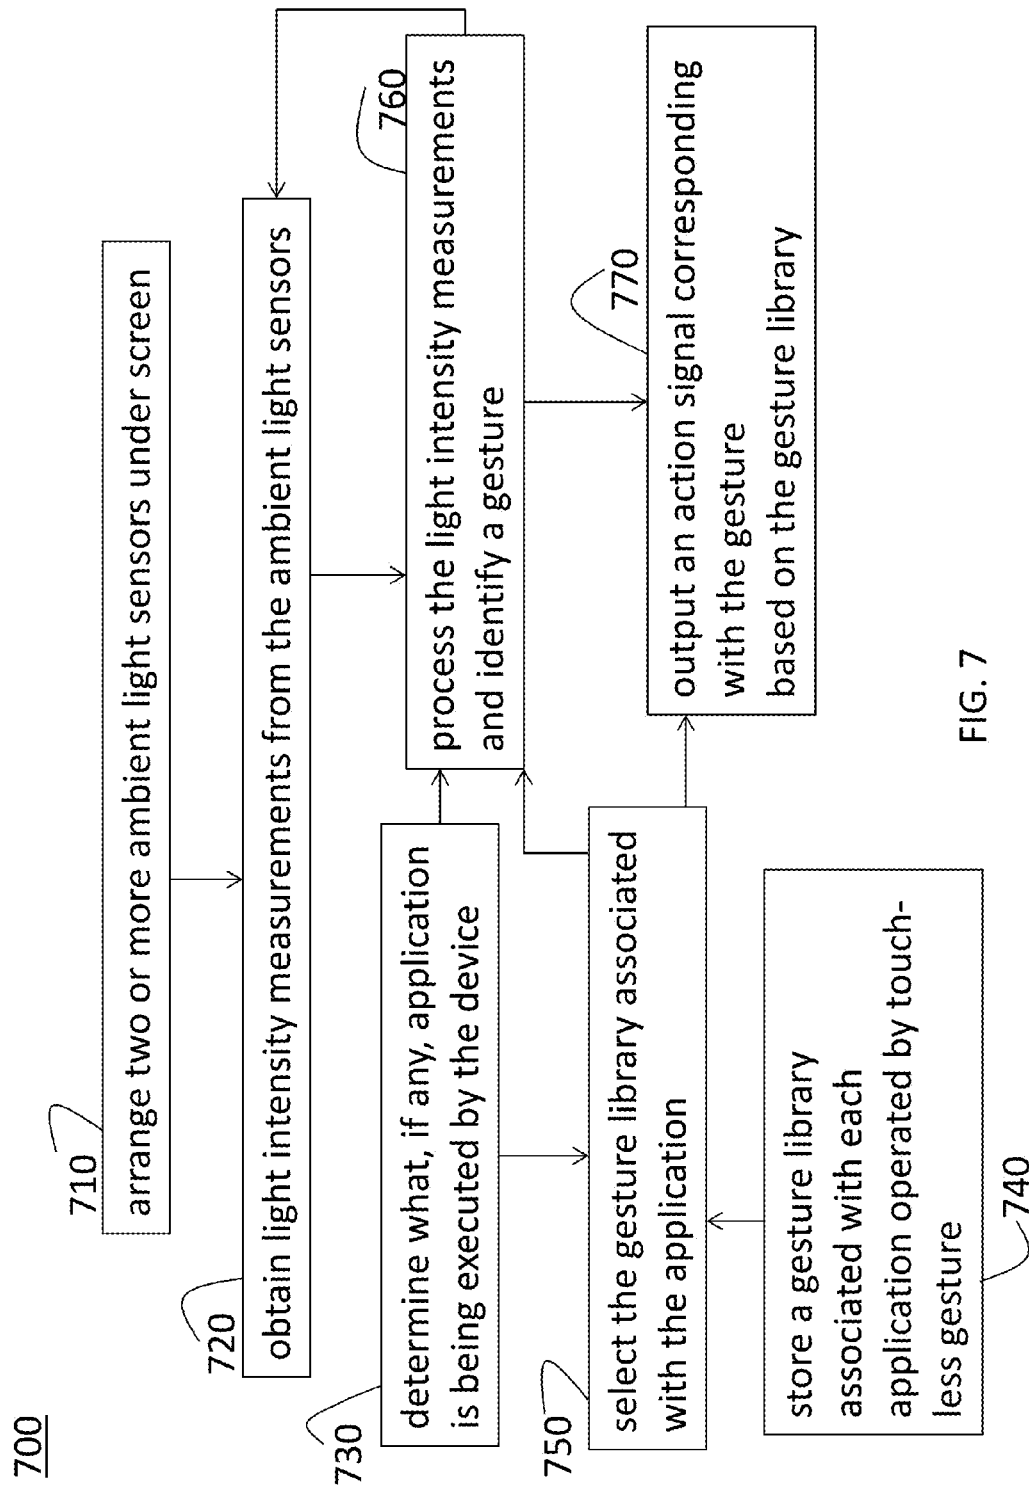 700
710
arrange two or more ambient light sensors under screen
720
obtain light intensity measurements from the ambient light sensors
730
determine what, if any, application
is being executed by the device
760
process the light intensity measurements
and identify a gesture
750
select the gesture library associated
with the application
770
output an action signal corresponding
with the gesture
based on the gesture library
store a gesture library
associated with each
application operated by touch-
less gesture
740
FIG. 7